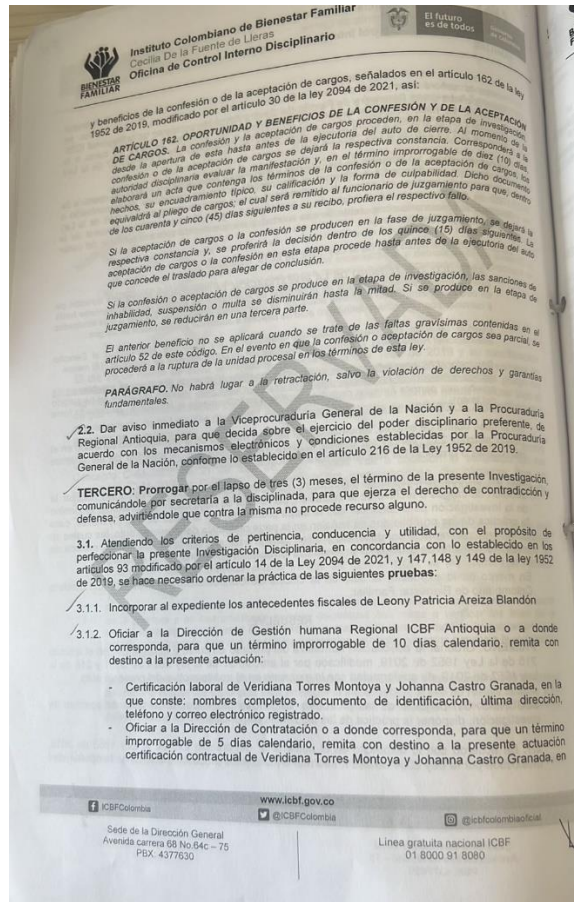 Instituto Colombiano de Bienestar Familiar
Cecilia De la Fuente de Lleras
Oficina de Control Interno Disciplinario
BIENESTAR
FAMILIAR
El futuro
es de todos
y beneficios de la confesión o de la aceptación de cargos, señalados en el artículo 162 de la ley
1952 de 2019, modificado por el artículo 30 de la ley 2094 de 2021, así:
ARTÍCULO 162. OPORTUNIDAD Y BENEFICIOS DE LA CONFESIÓN Y DE LA ACEPTACIÓN
DE CARGOS. La confesión y la aceptación de cargos proceden, en la etapa de investigación
desde la apertura de esta hasta antes de la ejecutoria del auto de cierre. Al momento de la
confesión o de la aceptación de cargos se dejará la respectiva constancia. Corresponderá a la
autoridad disciplinaria evaluar la manifestación y, en el término improrrogable de diez (10) días,
elaborará un acta que contenga los términos de la confesión o de la aceptación de cargos, los
hechos, su encuadramiento típico, su calificación y la forma de culpabilidad. Dicho documento
equivaldrá al pliego de cargos; el cual será remitido al funcionario de juzgamiento para que, dentro
de los cuarenta y cinco (45) días siguientes a su recibo, profiera el respectivo fallo.
Si la aceptación de cargos o la confesión se producen en la fase de juzgamiento, se dejará la
respectiva constancia y, se proferirá la decisión dentro de los quince (15) días siguientes. La
aceptación de cargos o la confesión en esta etapa procede hasta antes de la ejecutoria del auto
que concede el traslado para alegar de conclusión.
Si la confesión o aceptación de cargos se produce en la etapa de investigación, las sanciones de
inhabilidad, suspensión o multa se disminuirán hasta la mitad. Si se produce en la etapa de
juzgamiento, se reducirán en una tercera parte.
El anterior beneficio no se aplicará cuando se trate de las faltas gravísimas contenidas en el
artículo 52 de este código. En el evento en que la confesión o aceptación de cargos sea parcial, se
procederá a la ruptura de la unidad procesal en los términos de esta ley.
PARÁGRAFO. No habrá lugar a la retractación, salvo la violación de derechos y garantías
fundamentales.
2.2. Dar aviso inmediato a la Viceprocuraduría General de la Nación y a la Procuraduría
Regional Antioquia, para que decida sobre el ejercicio del poder disciplinario preferente, de
acuerdo con los mecanismos electrónicos y condiciones establecidas por la Procuraduría
General de la Nación, conforme lo establecido en el artículo 216 de la Ley 1952 de 2019.
TERCERO: Prorrogar por el lapso de tres (3) meses, el término de la presente Investigación,
comunicándole por secretaría a la disciplinada, para que ejerza el derecho de contradicción y
defensa, advirtiéndole que contra la misma no procede recurso alguno.
3.1. Atendiendo los criterios de pertinencia, conducencia y utilidad, con el propósito de
perfeccionar la presente Investigación Disciplinaria, en concordancia con lo establecido en los
artículos 93 modificado por el artículo 14 de la Ley 2094 de 2021, y 147,148 y 149 de la ley 1952
de 2019, se hace necesario ordenar la práctica de las siguientes pruebas:
3.1.1. Incorporar al expediente los antecedentes fiscales de Leony Patricia Areiza Blandón
3.1.2. Oficiar a la Dirección de Gestión humana Regional ICBF Antioquia o a donde
corresponda, para que un término improrrogable de 10 días calendario, remita con
destino a la presente actuación:
- Certificación laboral de Veridiana Torres Montoya y Johanna Castro Granada, en la
que conste: nombres completos, documento de identificación, última dirección,
teléfono y correo electrónico registrado.
- Oficiar a la Dirección de Contratación o a donde corresponda, para que un término
improrrogable de 5 días calendario, remita con destino a la presente actuación
certificación contractual de Veridiana Torres Montoya y Johanna Castro Granada, en
RESERVADA
www.icbf.gov.co
ICBFColombia
@ICBFColombia
@icbfcolombiaoficial
Sede de la Dirección General
Avenida carrera 68 No.64c – 75
PBX: 4377630
Línea gratuita nacional ICBF
01 8000 91 8080